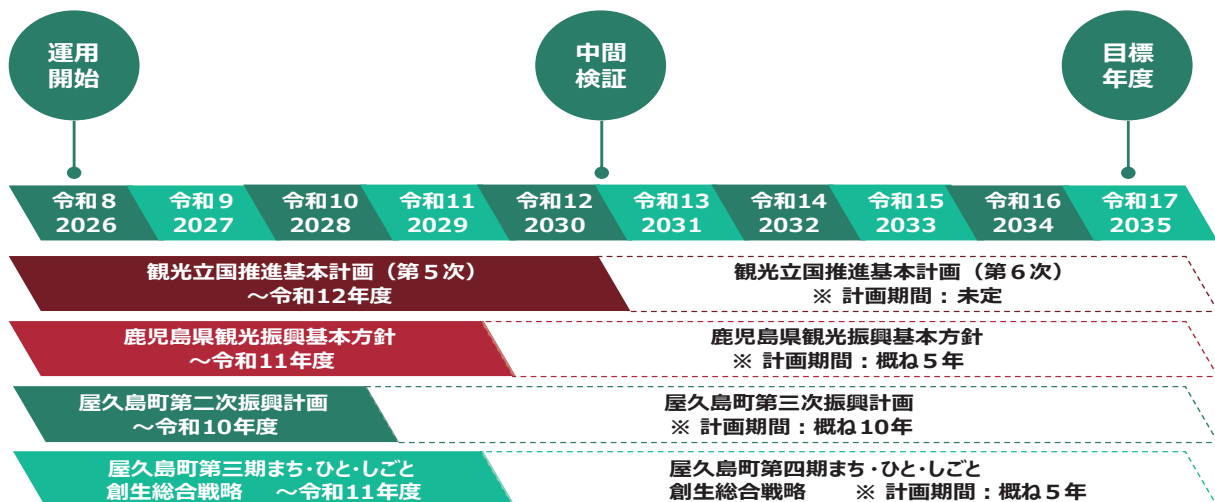 運用
開始
中間
検証
目標
年度
令和８ 令和９ 令和10 令和11 令和12 令和13 令和14 令和15 令和16 令和17
2026 2027 2028 2029 2030 2031 2032 2033 2034 2035
観光立国推進基本計画（第５次）
～令和12年度
観光立国推進基本計画（第６次）
※ 計画期間：未定
鹿児島県観光振興基本方針
～令和11年度
鹿児島県観光振興基本方針
※ 計画期間：概ね５年
屋久島町第二次振興計画
～令和10年度
屋久島町第三次振興計画
※ 計画期間：概ね10年
屋久島町第三期まち･ひと･しごと
創生総合戦略　～令和11年度
屋久島町第四期まち･ひと･しごと
創生総合戦略　※ 計画期間：概ね５年